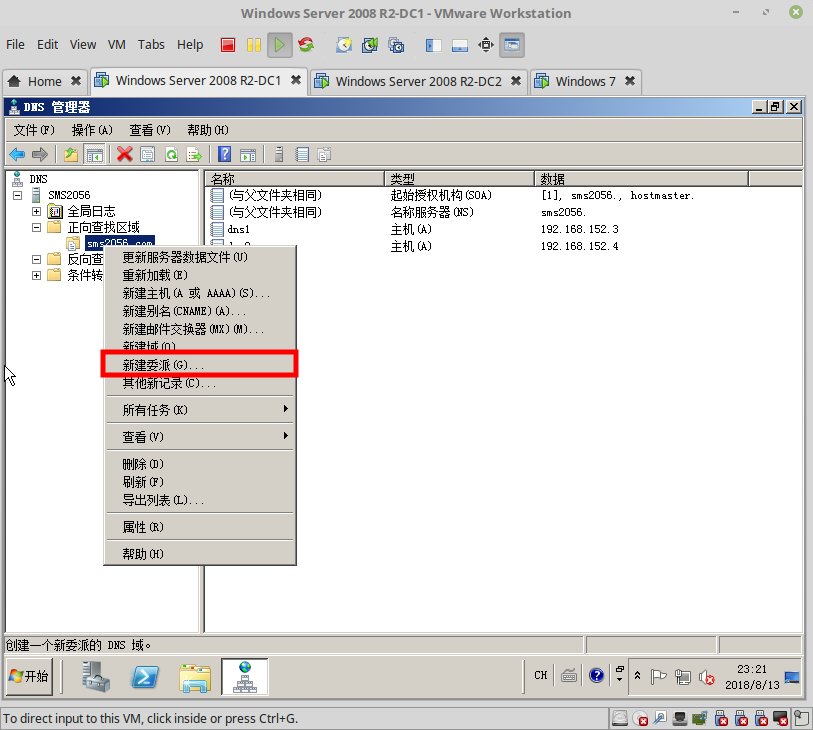 Windows Server 2008 R2-DC1 - VMware Workstation
File Edit View VM Tabs Help
Home Windows Server 2008 R2-DC1 Windows Server 2008 R2-DC2 Windows 7
DNS 管理器
文件(F) 操作(A) 查看(V) 帮助(H)
DNS
SMS2056
全局日志
正向查找区域
sms2056.com
反向查
条件转
名称 类型 数据
(与父文件夹相同) 起始授权机构(SOA) [1], sms2056., hostmaster.
(与父文件夹相同) 名称服务器(NS) sms2056.
dns1 主机(A) 192.168.152.3
主机(A) 192.168.152.4
更新服务器数据文件(U)
重新加载(E)
新建主机(A 或 AAAA)(S)...
新建别名(CNAME)(A)...
新建邮件交换器(MX)(M)...
新建域(O)...
新建委派(G)...
其他新记录(C)...
所有任务(K)
查看(V)
删除(D)
刷新(F)
导出列表(L)...
属性(R)
帮助(H)
创建一个新委派的 DNS 域。
开始
CH
23:21
2018/8/13
To direct input to this VM, click inside or press Ctrl+G.